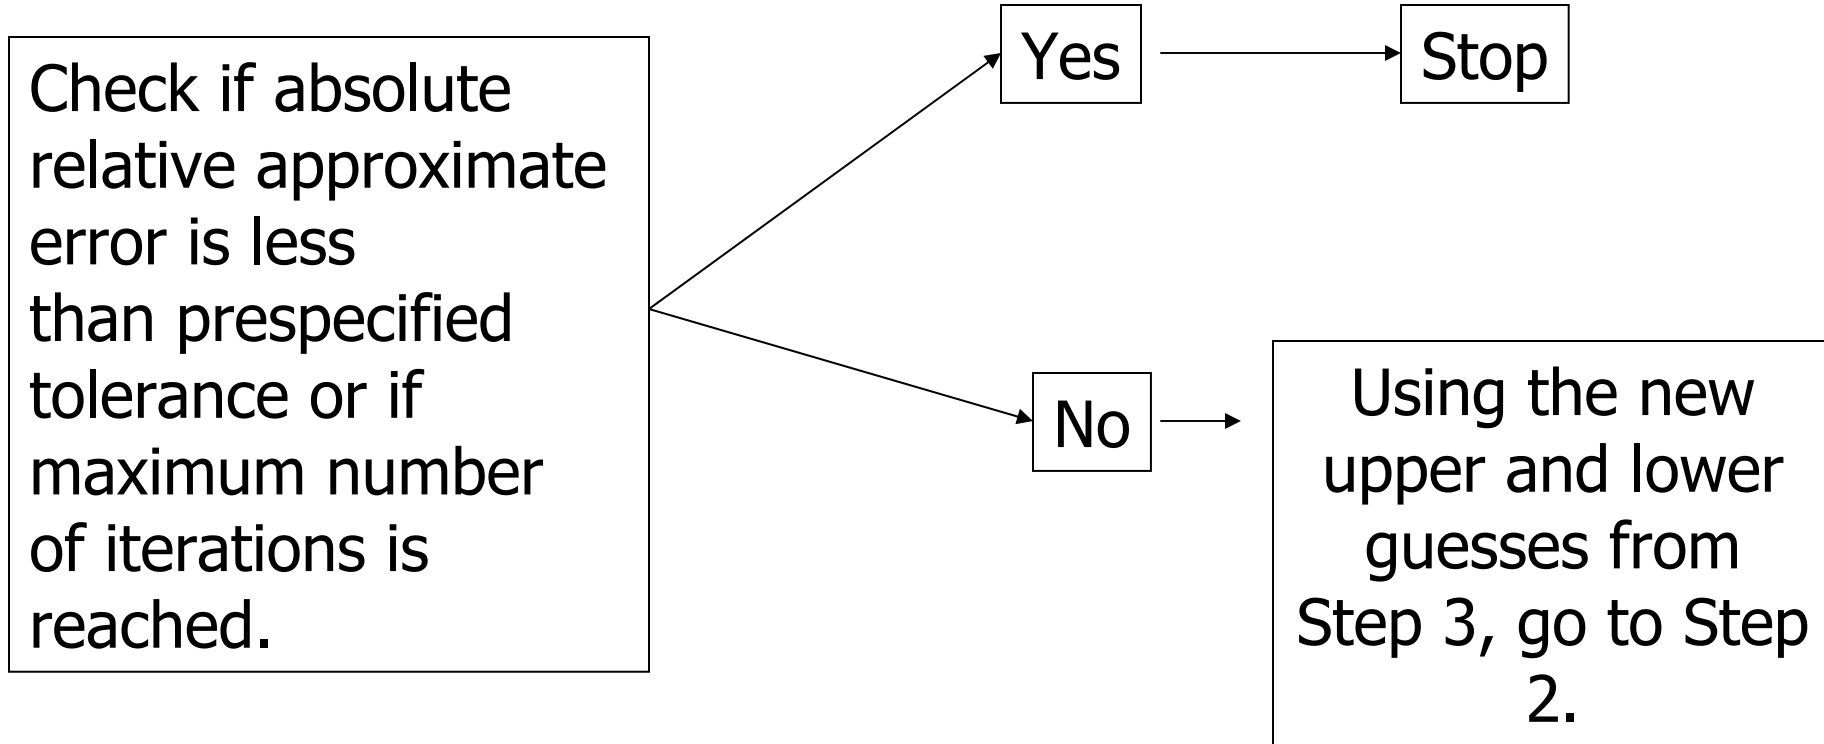 Check if absolute
relative approximate
error is less
than prespecified
tolerance or if
maximum number
of iterations is
reached.
Yes
Stop
No
Using the new
upper and lower
guesses from
Step 3, go to Step
2.